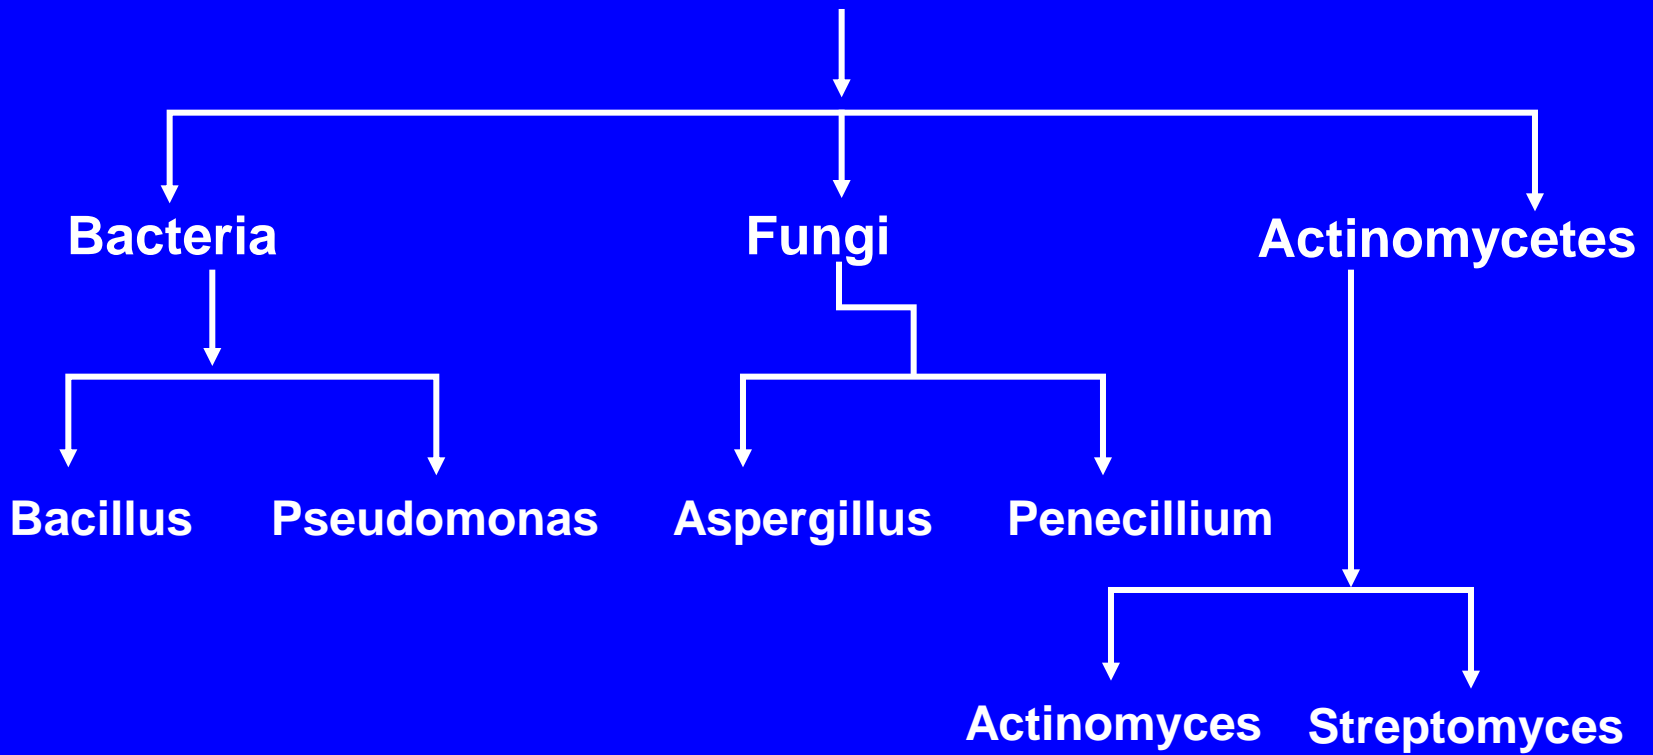 Bacteria Fungi Actinomycetes
Bacillus Pseudomonas Aspergillus Penecillium
Actinomyces Streptomyces